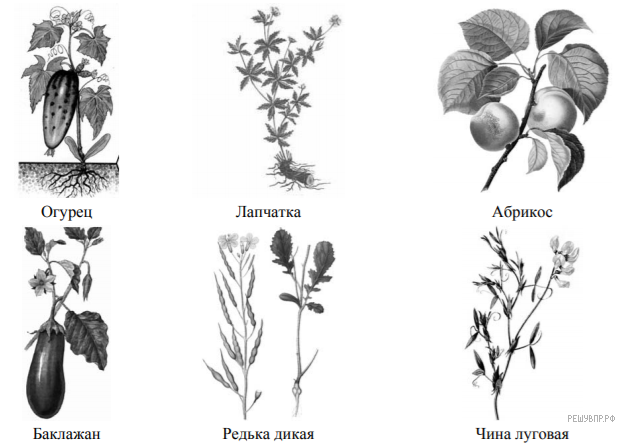 Огурец
Лапчатка
Абрикос
Баклажан
Редька дикая
Чина луговая
РЕШУВПР.РФ